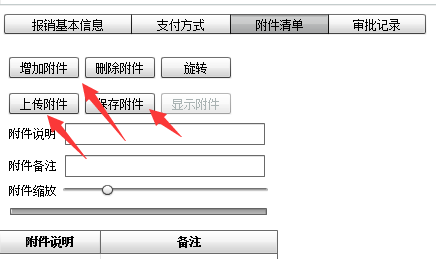 报销基本信息 支付方式 附件清单 审批记录
增加附件 删除附件 旋转
上传附件 保存附件 显示附件
附件说明
附件备注
附件缩放
附件说明 备注